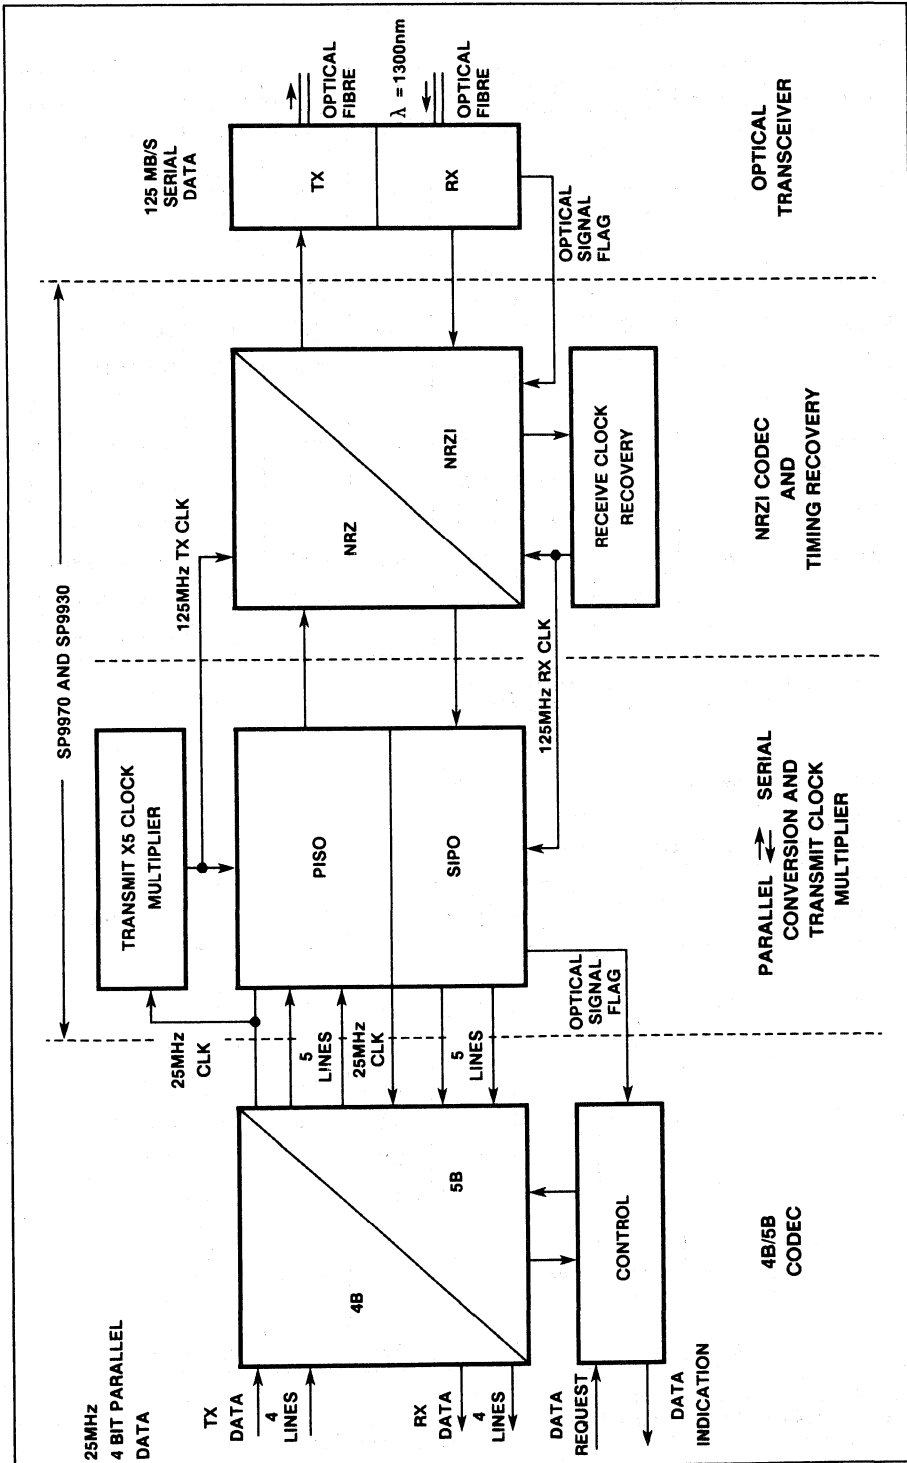 25MHz
4 BIT PARALLEL
DATA
TX
DATA
4
LINES
RX
DATA
4
LINES
DATA
REQUEST
DATA
INDICATION
4B
5B
CONTROL
4B/5B
CODEC
25MHz
CLK
5
LINES
25MHz
CLK
5
LINES
OPTICAL
SIGNAL
FLAG
SP9970 AND SP9930
TRANSMIT X5 CLOCK
MULTIPLIER
PISO
SIPO
PARALLEL ⇄ SERIAL
CONVERSION AND
TRANSMIT CLOCK
MULTIPLIER
125MHz TX CLK
125MHz RX CLK
NRZ
NRZI
RECEIVE CLOCK
RECOVERY
NRZI CODEC
AND
TIMING RECOVERY
125 MB/S
SERIAL
DATA
TX
RX
OPTICAL
FIBRE
λ = 1300nm
OPTICAL
FIBRE
OPTICAL
SIGNAL
FLAG
OPTICAL
TRANSCEIVER